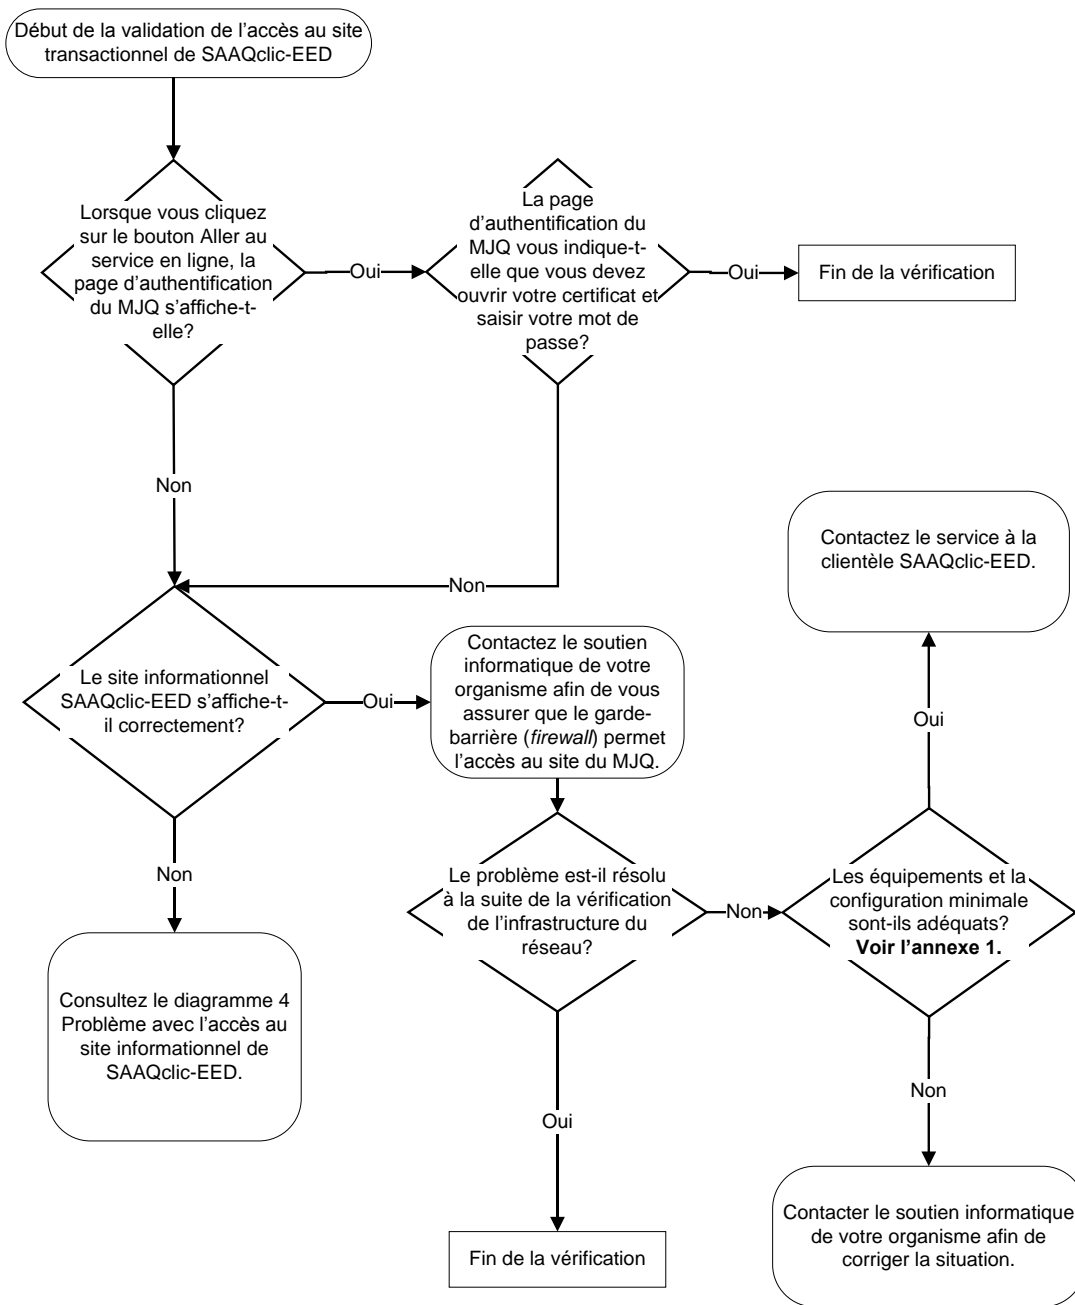 Début de la validation de l’accès au site
transactionnel de SAAQclic-EED
Lorsque vous cliquez
sur le bouton Aller au
service en ligne, la
page d’authentification
du MJQ s’affiche-t-
elle?
Oui
La page
d’authentification du
MJQ vous indique-t-
elle que vous devez
ouvrir votre certificat et
saisir votre mot de
passe?
Oui
Fin de la vérification
Non
Non
Contactez le service à la
clientèle SAAQclic-EED.
Le site informationnel
SAAQclic-EED s’affiche-t-
il correctement?
Oui
Contactez le soutien
informatique de votre
organisme afin de vous
assurer que le garde-
barrière (firewall) permet
l’accès au site du MJQ.
Oui
Non
Le problème est-il résolu
à la suite de la vérification
de l’infrastructure du
réseau?
Non
Les équipements et la
configuration minimale
sont-ils adéquats?
Voir l’annexe 1.
Consultez le diagramme 4
Problème avec l’accès au
site informationnel de
SAAQclic-EED.
Oui
Non
Fin de la vérification
Contacter le soutien informatique
de votre organisme afin de
corriger la situation.